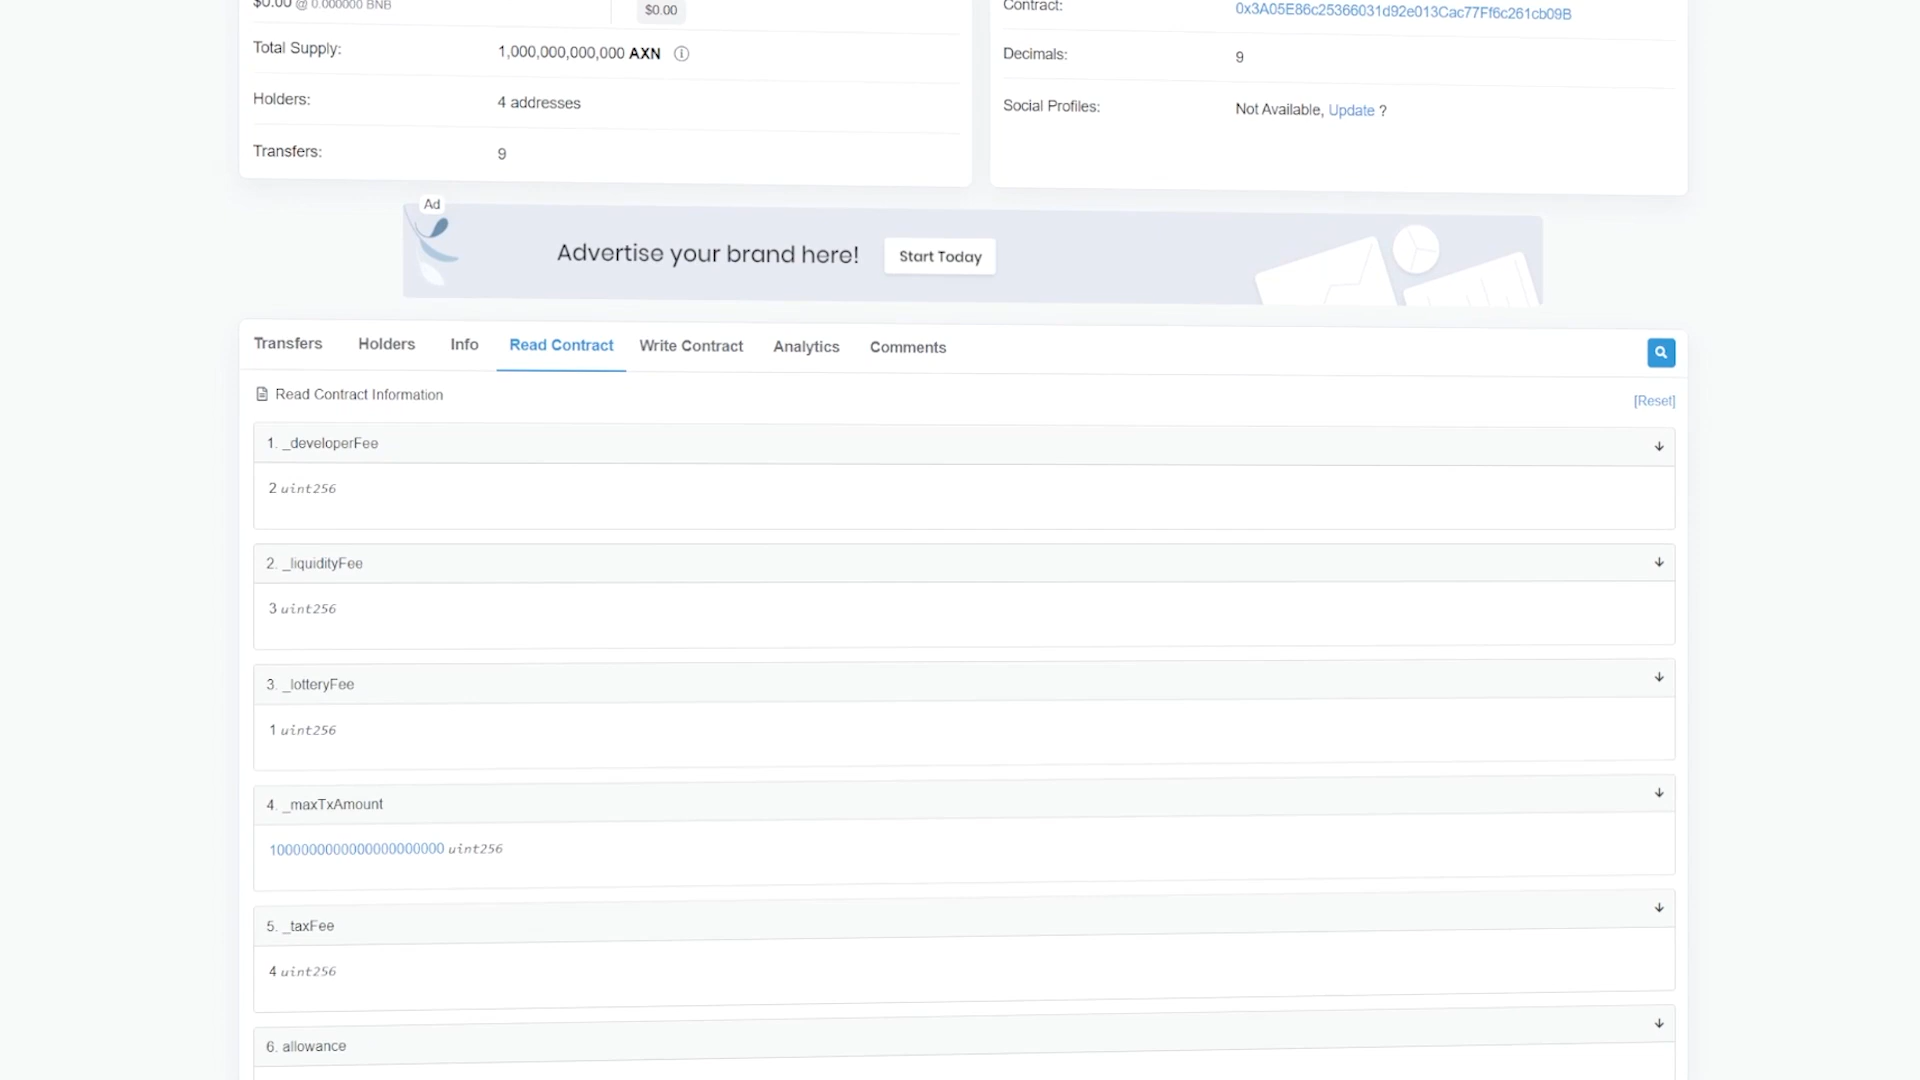 $0.00 @ 0.000000 BNB
$0.00
Total Supply:
1,000,000,000,000 AXN
Holders:
4 addresses
Transfers:
9
Contract:
0x3A05E86c25366031d92e013Cac77Ff6c261cb09B
Decimals:
9
Social Profiles:
Not Available, Update ?
Ad
Advertise your brand here!
Start Today
Transfers Holders Info Read Contract Write Contract Analytics Comments
Read Contract Information
[Reset]
1. _developerFee
2 uint256
2. _liquidityFee
3 uint256
3. _lotteryFee
1 uint256
4. _maxTxAmount
1000000000000000000000 uint256
5. _taxFee
4 uint256
6. allowance